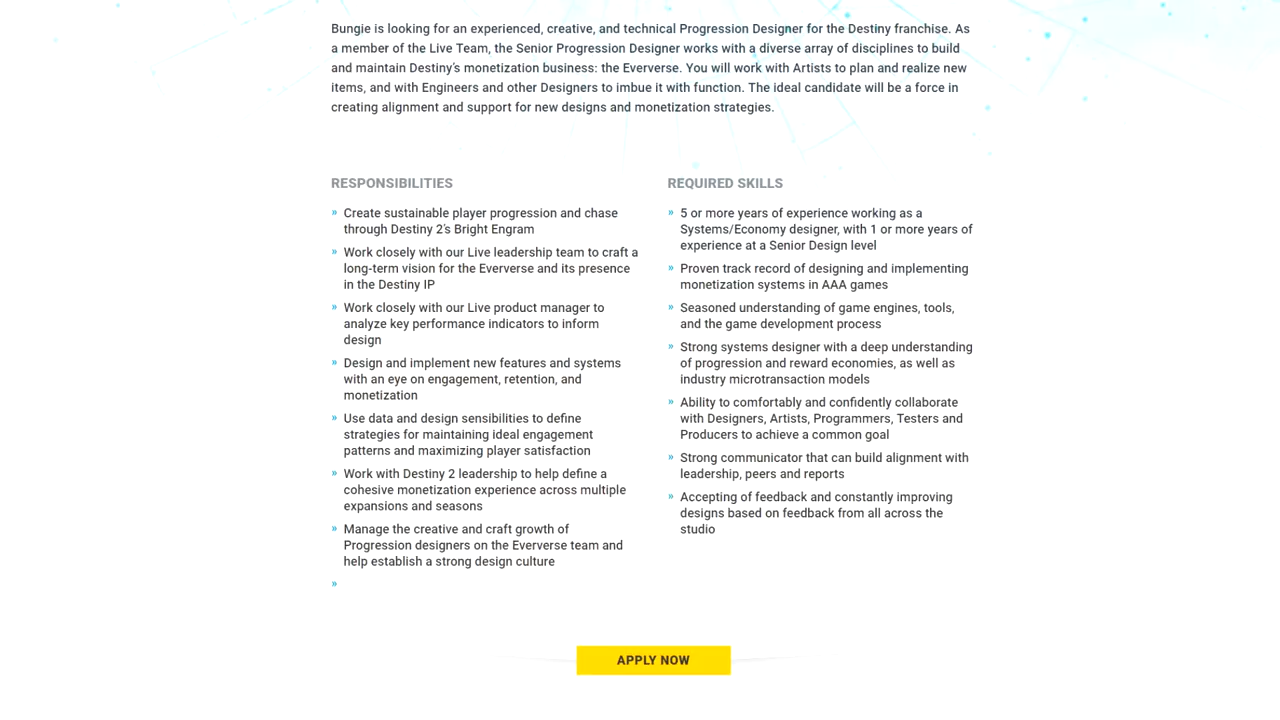 Bungie is looking for an experienced, creative, and technical Progression Designer for the Destiny franchise. As
a member of the Live Team, the Senior Progression Designer works with a diverse array of disciplines to build
and maintain Destiny's monetization business: the Eververse. You will work with Artists to plan and realize new
items, and with Engineers and other Designers to imbue it with function. The ideal candidate will be a force in
creating alignment and support for new designs and monetization strategies.
RESPONSIBILITIES
» Create sustainable player progression and chase
through Destiny 2's Bright Engram
» Work closely with our Live leadership team to craft a
long-term vision for the Eververse and its presence
in the Destiny IP
» Work closely with our Live product manager to
analyze key performance indicators to inform
design
» Design and implement new features and systems
with an eye on engagement, retention, and
monetization
» Use data and design sensibilities to define
strategies for maintaining ideal engagement
patterns and maximizing player satisfaction
» Work with Destiny 2 leadership to help define a
cohesive monetization experience across multiple
expansions and seasons
» Manage the creative and craft growth of
Progression designers on the Eververse team and
help establish a strong design culture
»
REQUIRED SKILLS
» 5 or more years of experience working as a
Systems/Economy designer, with 1 or more years of
experience at a Senior Design level
» Proven track record of designing and implementing
monetization systems in AAA games
» Seasoned understanding of game engines, tools,
and the game development process
» Strong systems designer with a deep understanding
of progression and reward economies, as well as
industry microtransaction models
» Ability to comfortably and confidently collaborate
with Designers, Artists, Programmers, Testers and
Producers to achieve a common goal
» Strong communicator that can build alignment with
leadership, peers and reports
» Accepting of feedback and constantly improving
designs based on feedback from all across the
studio
APPLY NOW